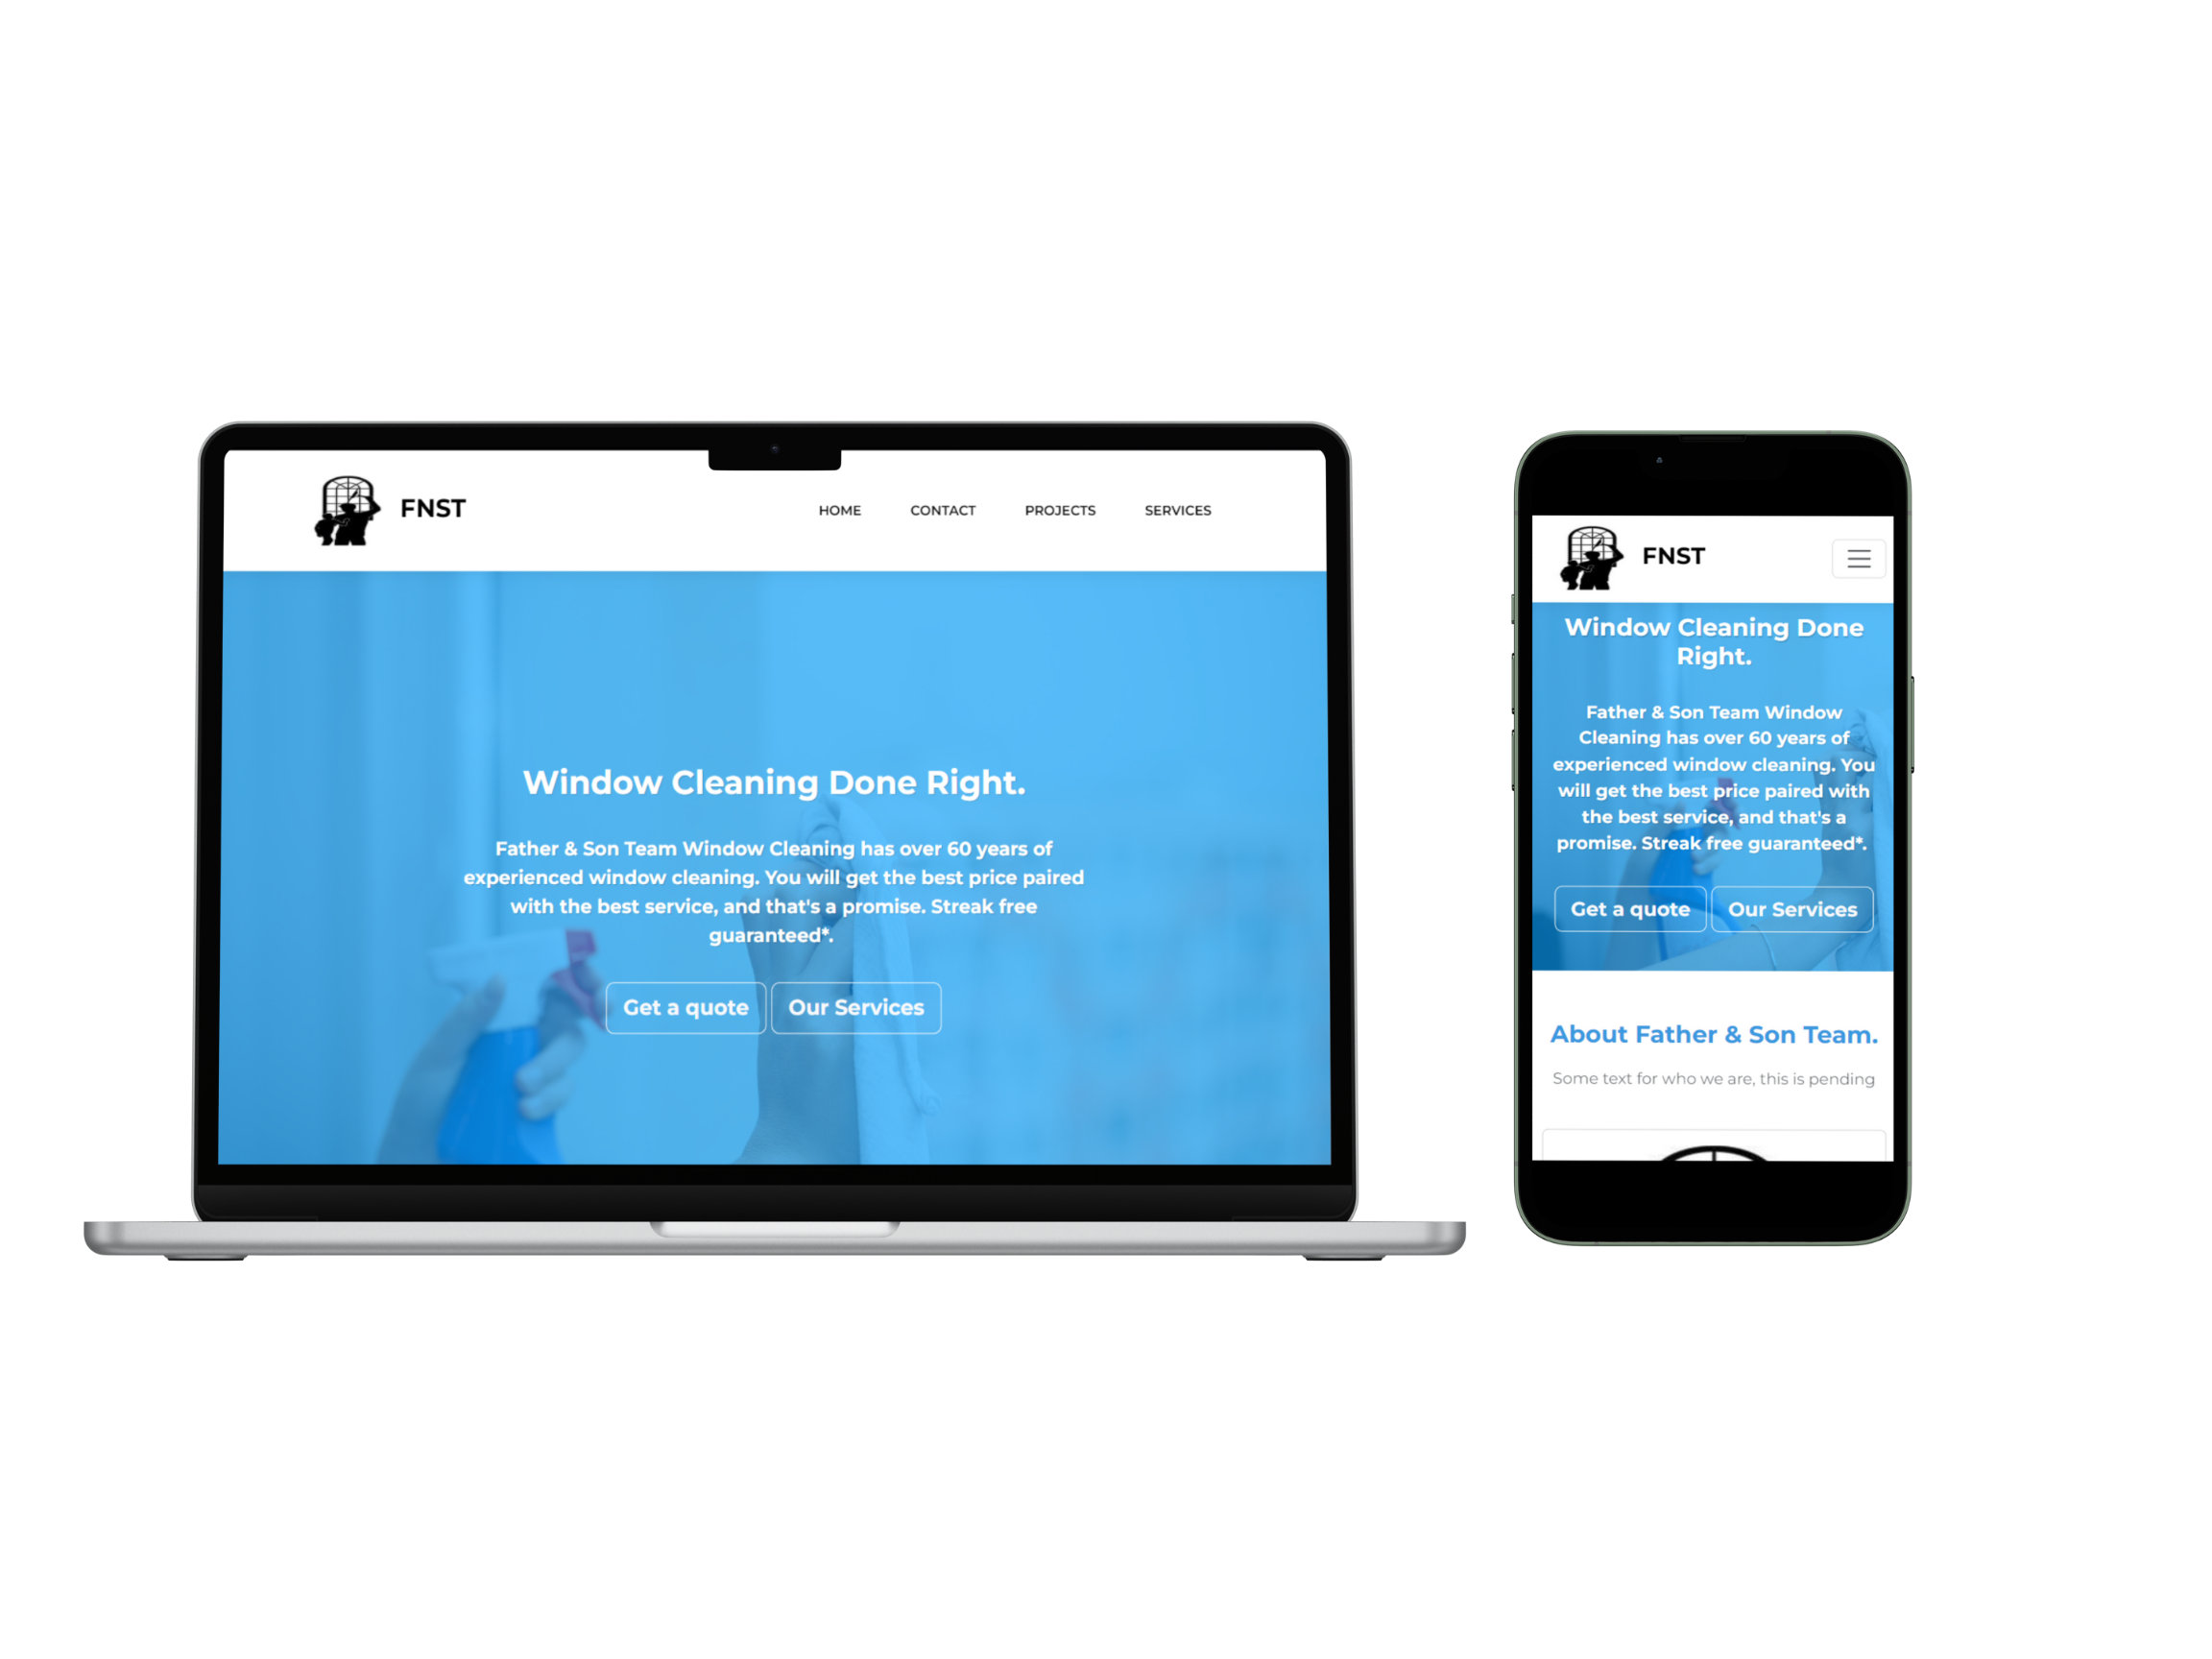 FNST
HOME CONTACT PROJECTS SERVICES
Window Cleaning Done Right.
Father & Son Team Window Cleaning has over 60 years of
experienced window cleaning. You will get the best price paired
with the best service, and that's a promise. Streak free
guaranteed*.
Get a quote Our Services
FNST
Window Cleaning Done
Right.
Father & Son Team Window
Cleaning has over 60 years of
experienced window cleaning. You
will get the best price paired with
the best service, and that's a
promise. Streak free guaranteed*.
Get a quote Our Services
About Father & Son Team.
Some text for who we are, this is pending